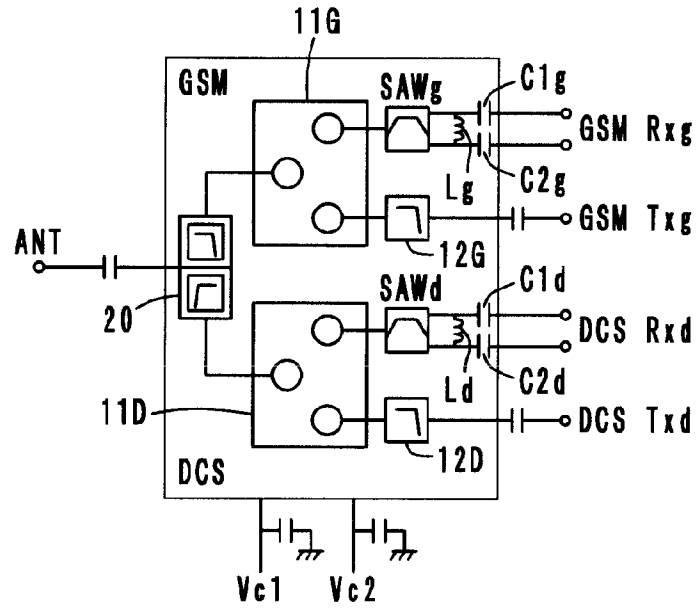 11G
GSM
SAWg
C1g
GSM Rxg
C2g
Lg
GSM Txg
12G
ANT
20
SAWd
C1d
DCS Rxd
C2d
Ld
11D
DCS Txd
12D
DCS
Vc1
Vc2